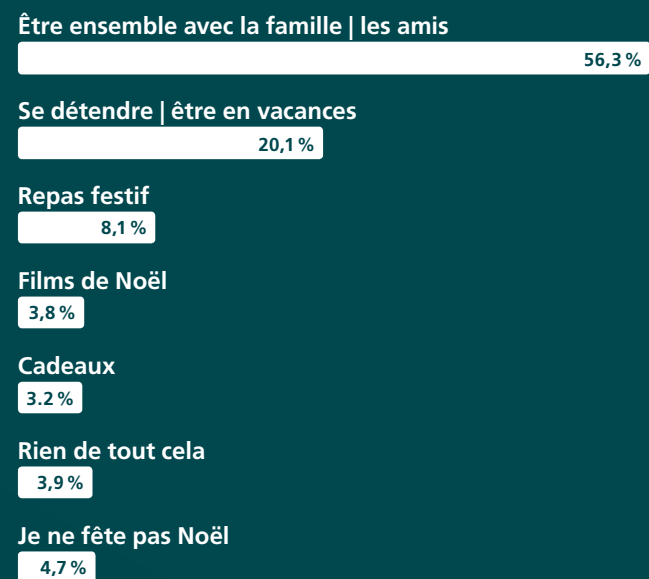 Être ensemble avec la famille | les amis
56,3 %
Se détendre | être en vacances
20,1 %
Repas festif
8,1 %
Films de Noël
3,8 %
Cadeaux
3.2 %
Rien de tout cela
3,9 %
Je ne fête pas Noël
4,7 %